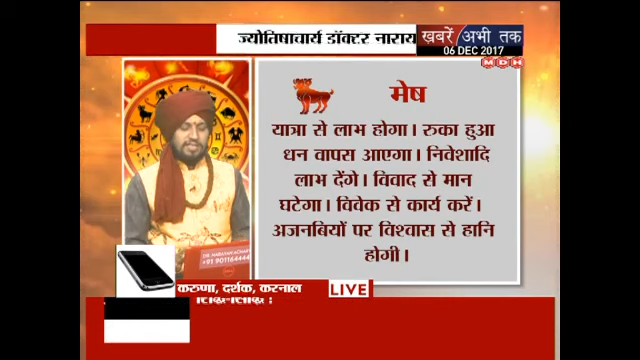 ज्योतिषाचार्य डॉक्टर नाराय
ख़बरें अभी तक
06 DEC 2017
MDH
मेष
यात्रा से लाभ होगा। रुका हुआ
धन वापस आएगा। निवेशादि
लाभ देंगे। विवाद से मान
घटेगा। विवेक से कार्य करें।
अजनबियों पर विश्वास से हानि
होगी।
करुणा, दर्शक, करनाल
LIVE